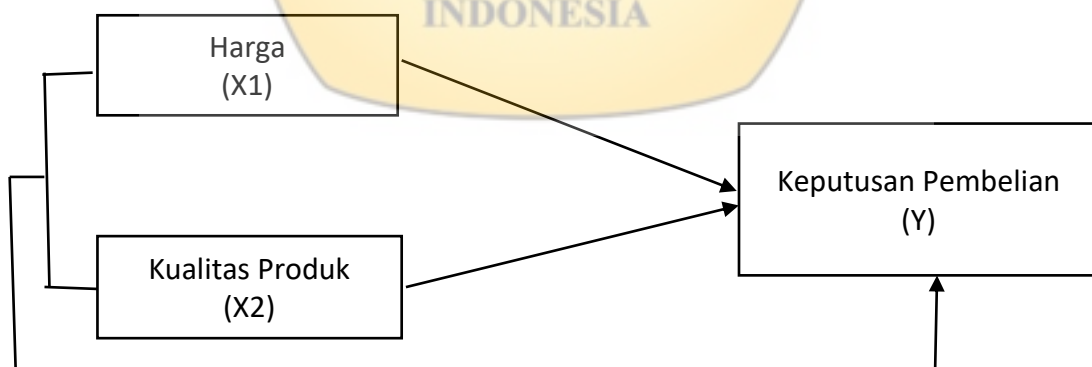 INDONESIA
Harga
(X1)
Keputusan Pembelian
(Y)
Kualitas Produk
(X2)